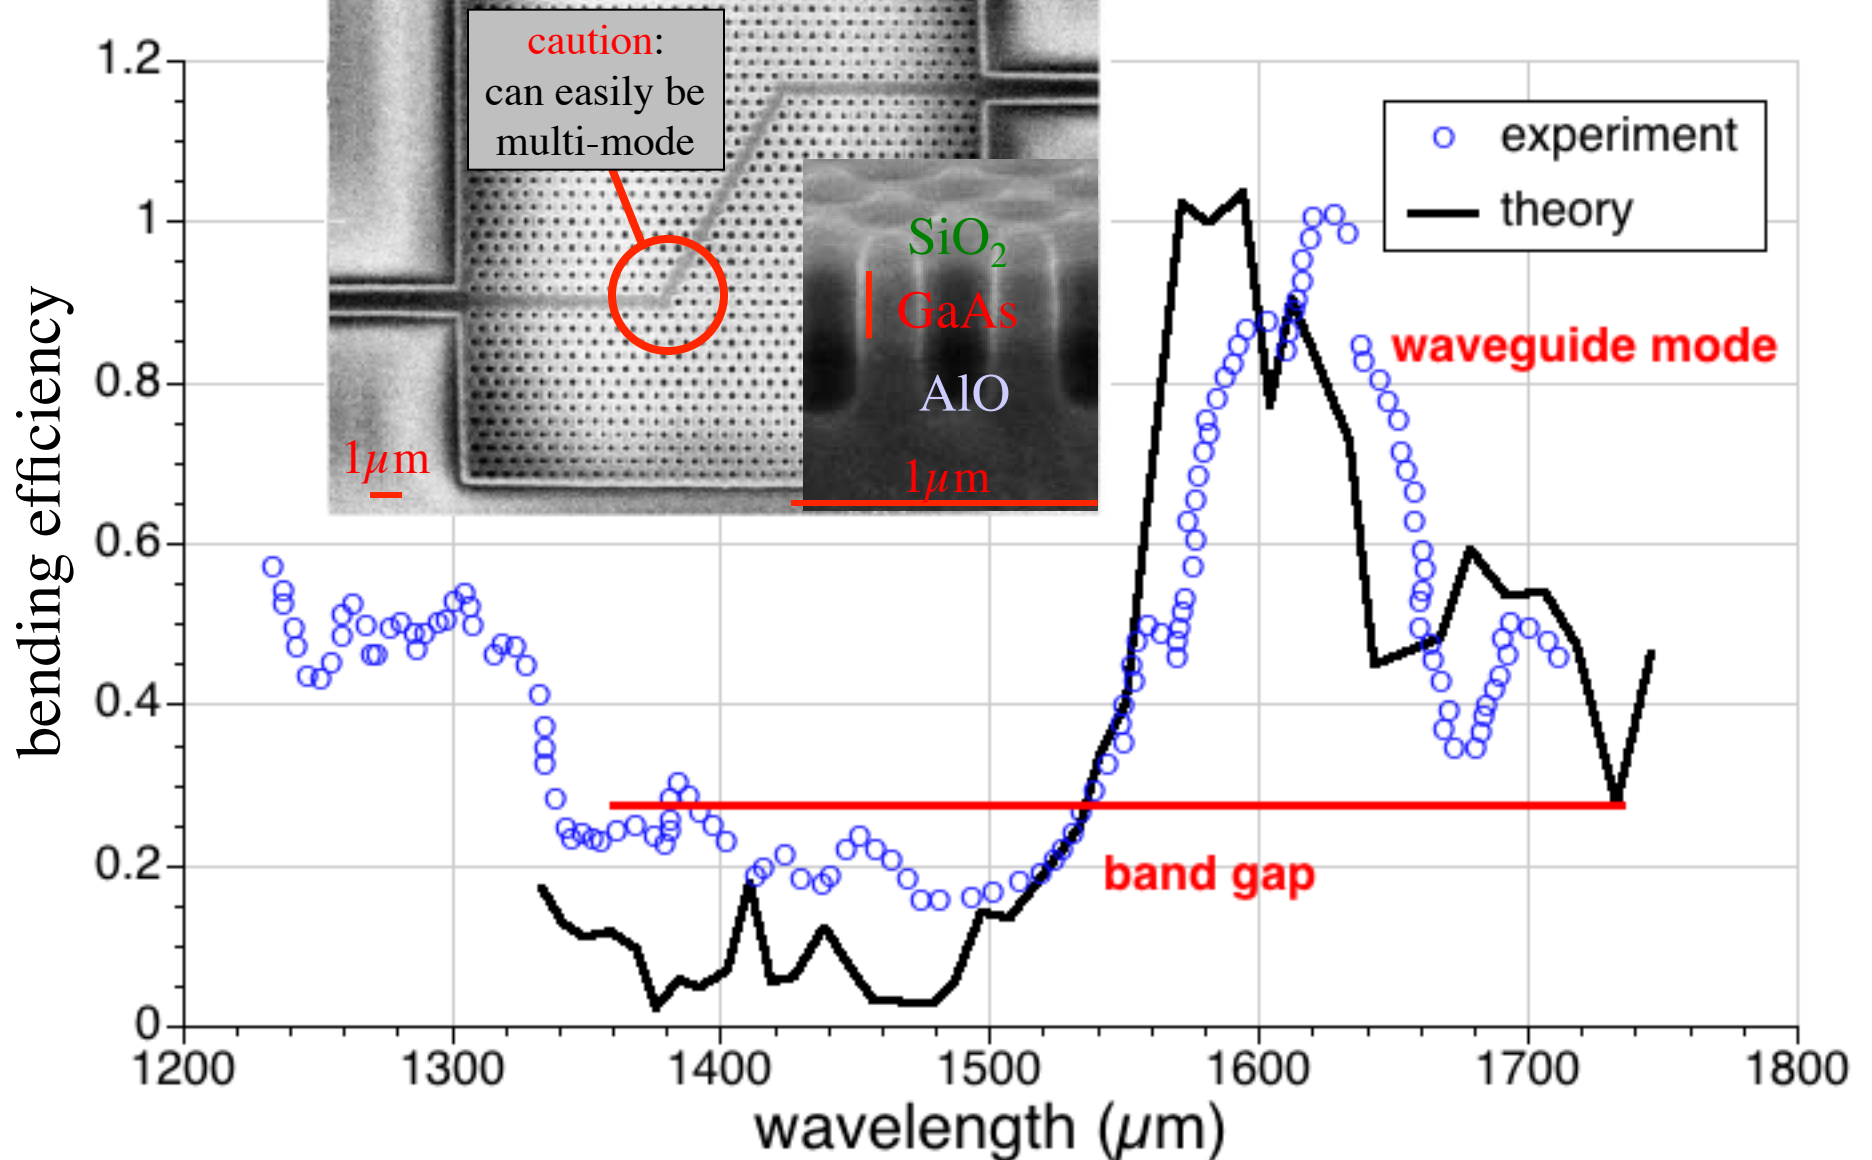 caution:
can easily be
multi-mode
SiO2
GaAs
AlO
1µm
1µm
experiment
theory
waveguide mode
band gap
bending efficiency
1.2
1
0.8
0.6
0.4
0.2
0
1200
1300
1400
1500
1600
1700
1800
wavelength (µm)